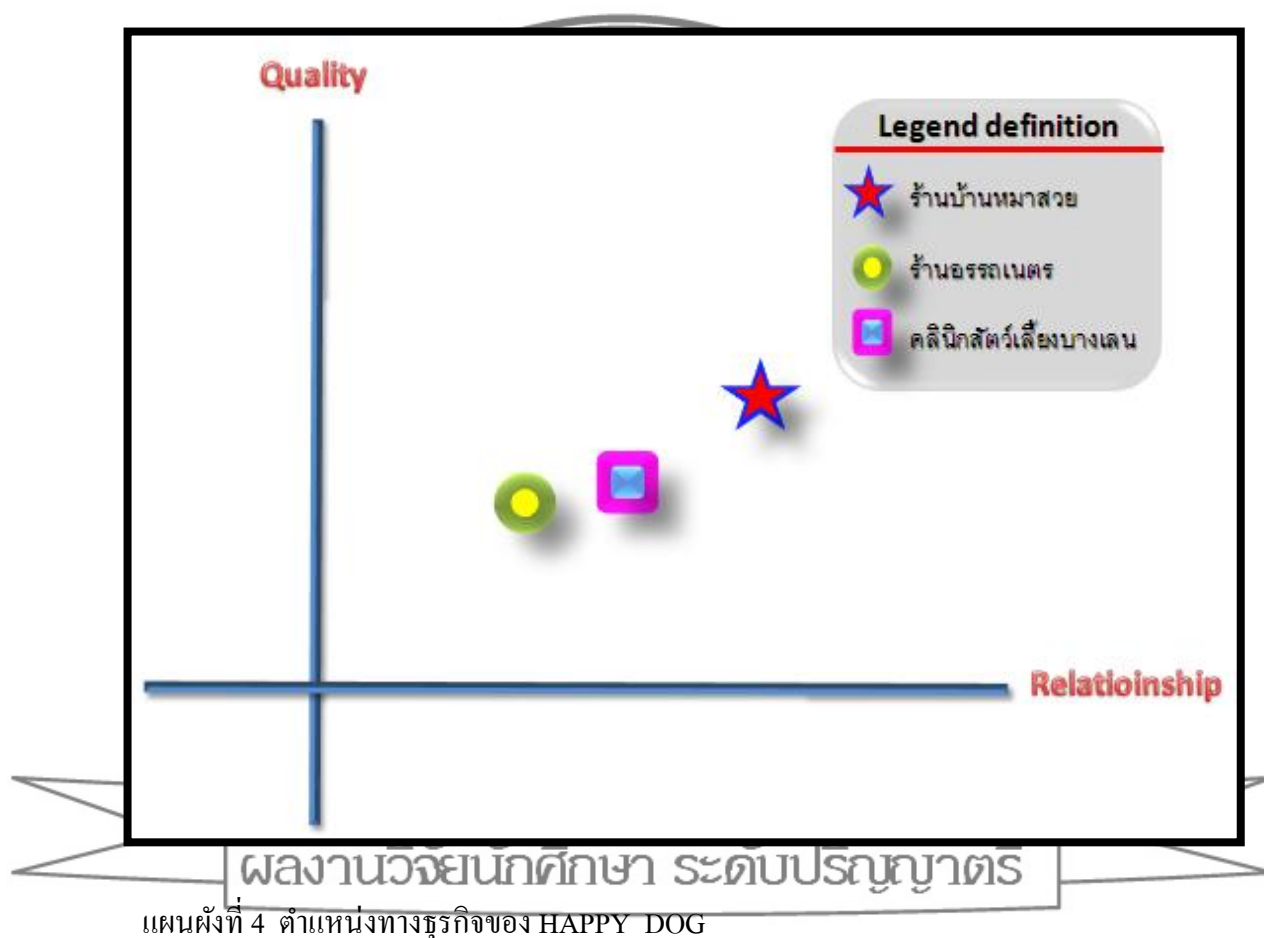 Quality
Legend definition
ร้านบ้านหมาสวย
ร้านอรรถเนตร
คลินิกสัตว์เลี้ยงบางเลน
Relatioinship
ผลงานวิจัยนักศึกษา ระดับปริญญาตรี
แผนผังที่ 4 ตำแหน่งทางธุรกิจของ HAPPY DOG